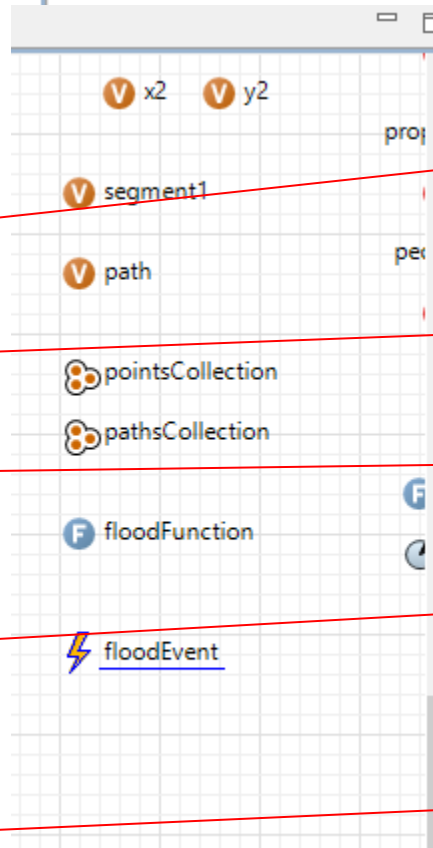 V x2 V y2
prop
V segment1
pec
V path
pointsCollection
pathsCollection
F
F floodFunction
floodEvent